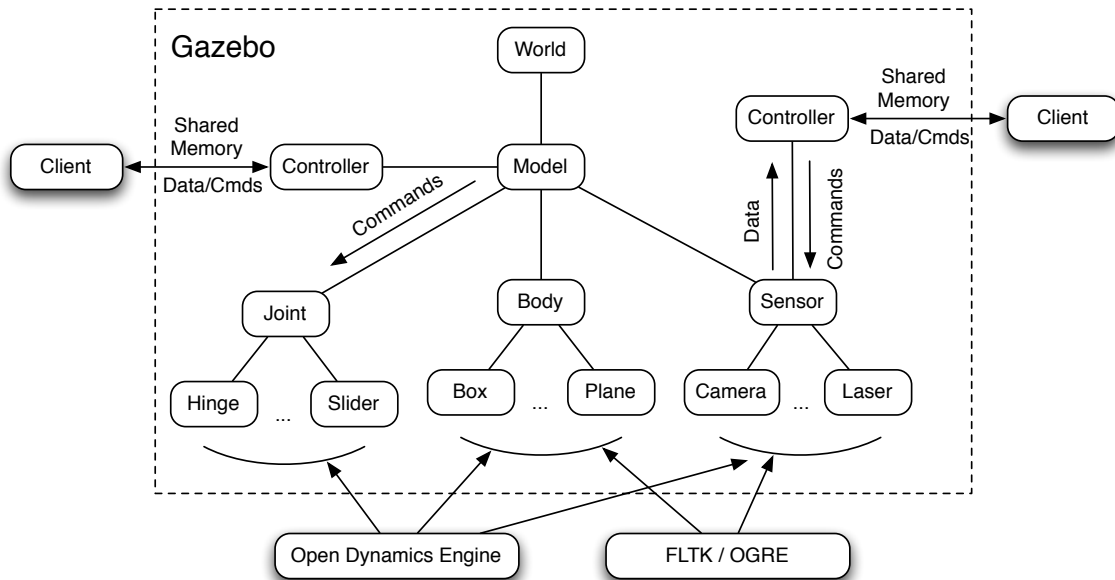 Gazebo
World
Shared
Memory
Data/Cmds
Client
Controller
Client
Shared
Memory
Data/Cmds
Controller
Model
Commands
Data
Commands
Joint
Body
Sensor
Hinge
...
Slider
Box
...
Plane
Camera
...
Laser
Open Dynamics Engine
FLTK / OGRE